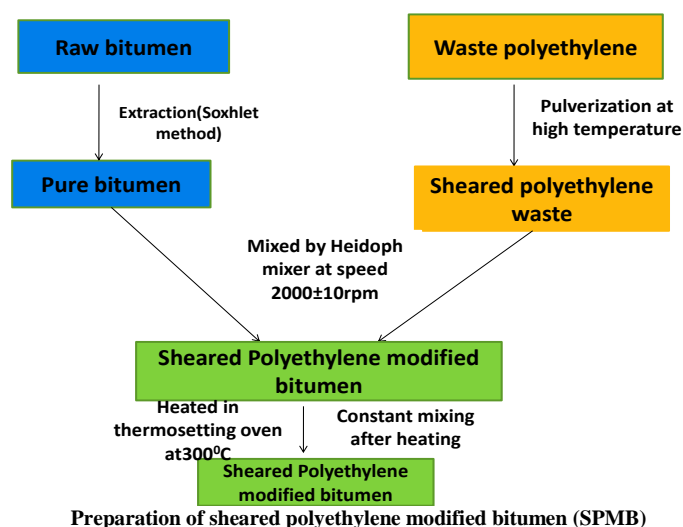 Raw bitumen
Waste polyethylene
Extraction(Soxhlet
method)
Pulverization at
high temperature
Pure bitumen
Sheared polyethylene
waste
Mixed by Heidoph
mixer at speed
2000±10rpm
Sheared Polyethylene modified
bitumen
Heated in
thermosetting oven
at300⁰C
Constant mixing
after heating
Sheared Polyethylene
modified bitumen
Preparation of sheared polyethylene modified bitumen (SPMB)